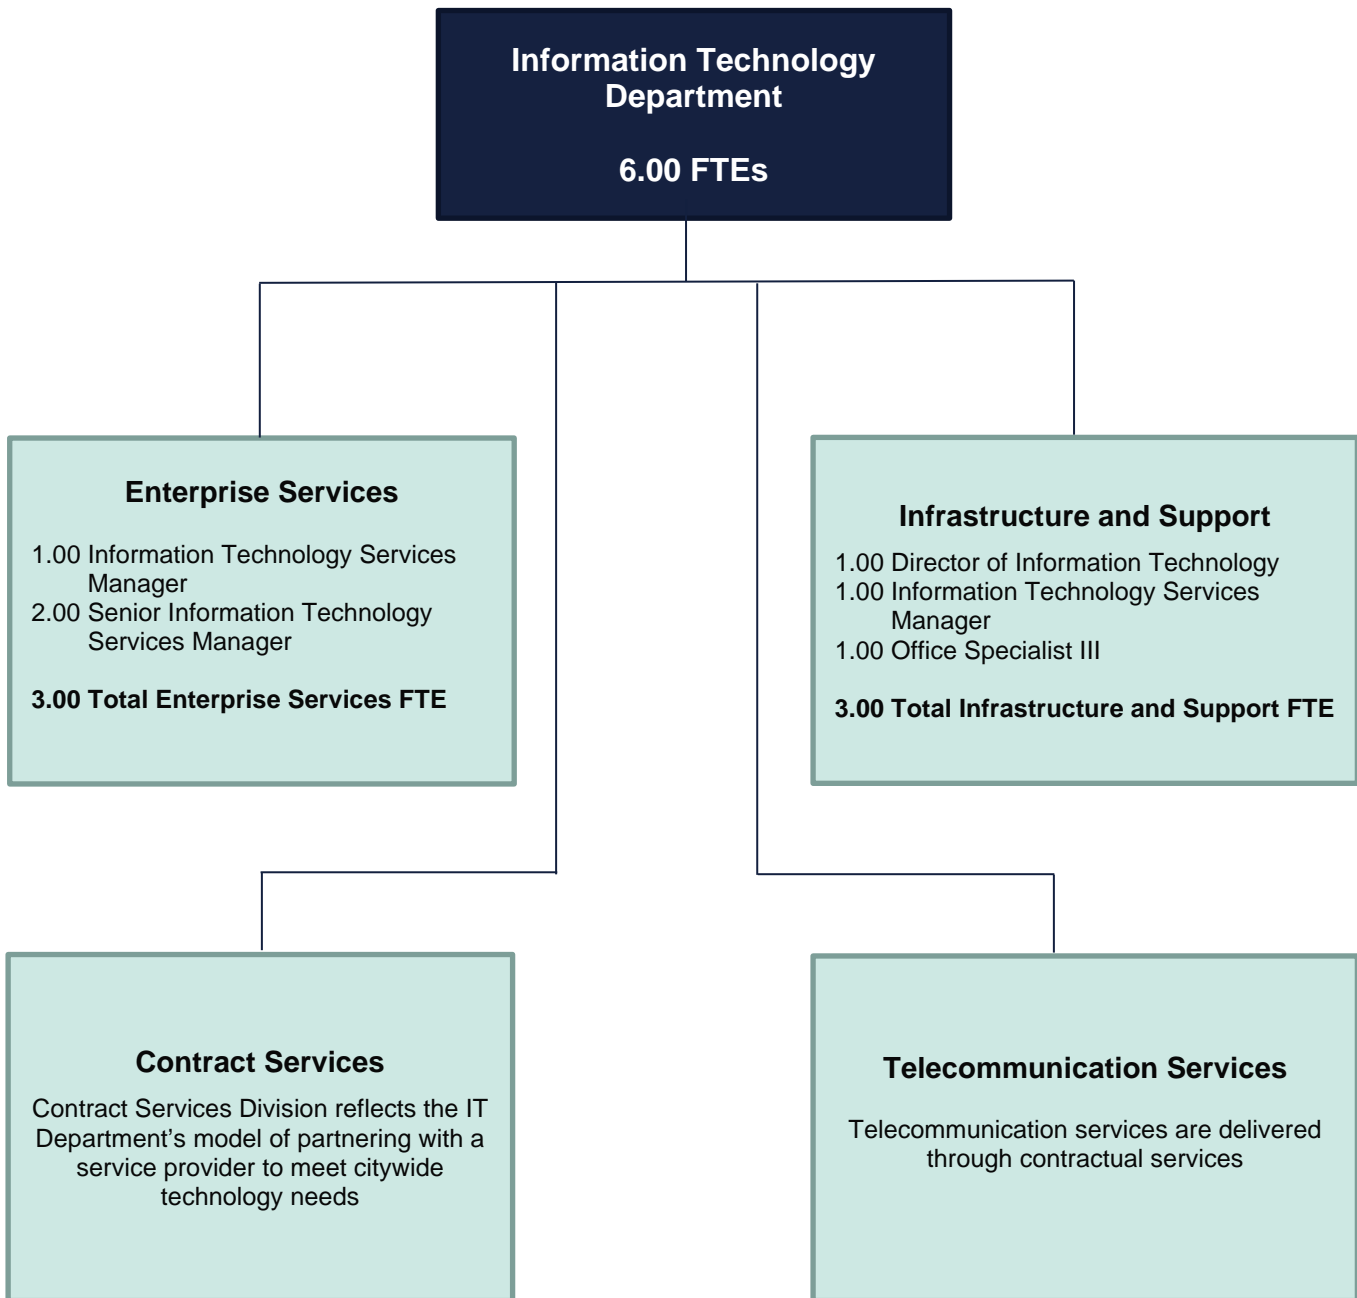 Information Technology
Department
6.00 FTEs
Enterprise Services
1.00 Information Technology Services
Manager
2.00 Senior Information Technology
Services Manager
3.00 Total Enterprise Services FTE
Infrastructure and Support
1.00 Director of Information Technology
1.00 Information Technology Services
Manager
1.00 Office Specialist III
3.00 Total Infrastructure and Support FTE
Contract Services
Contract Services Division reflects the IT
Department’s model of partnering with a
service provider to meet citywide
technology needs
Telecommunication Services
Telecommunication services are delivered
through contractual services